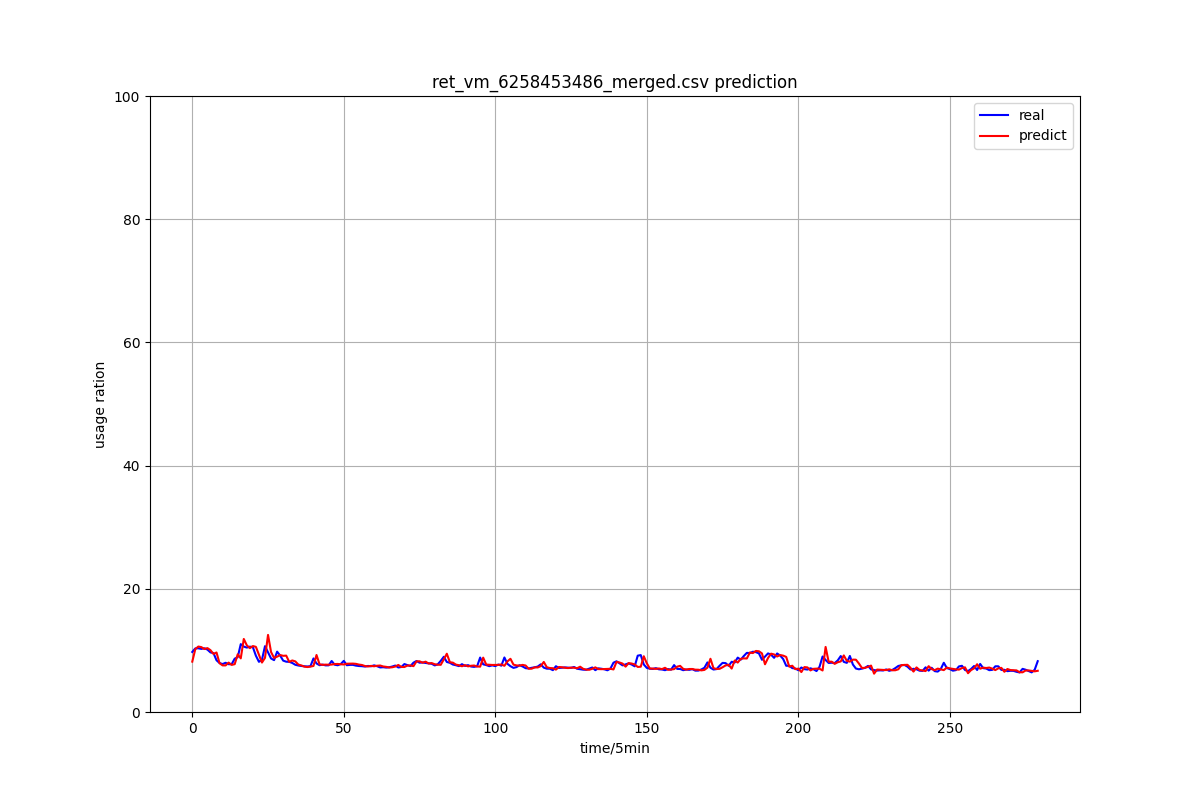 ret_vm_6258453486_merged.csv prediction
100
80
60
40
20
0
usage ration
real
predict
0 50 100 150 200 250
time/5min